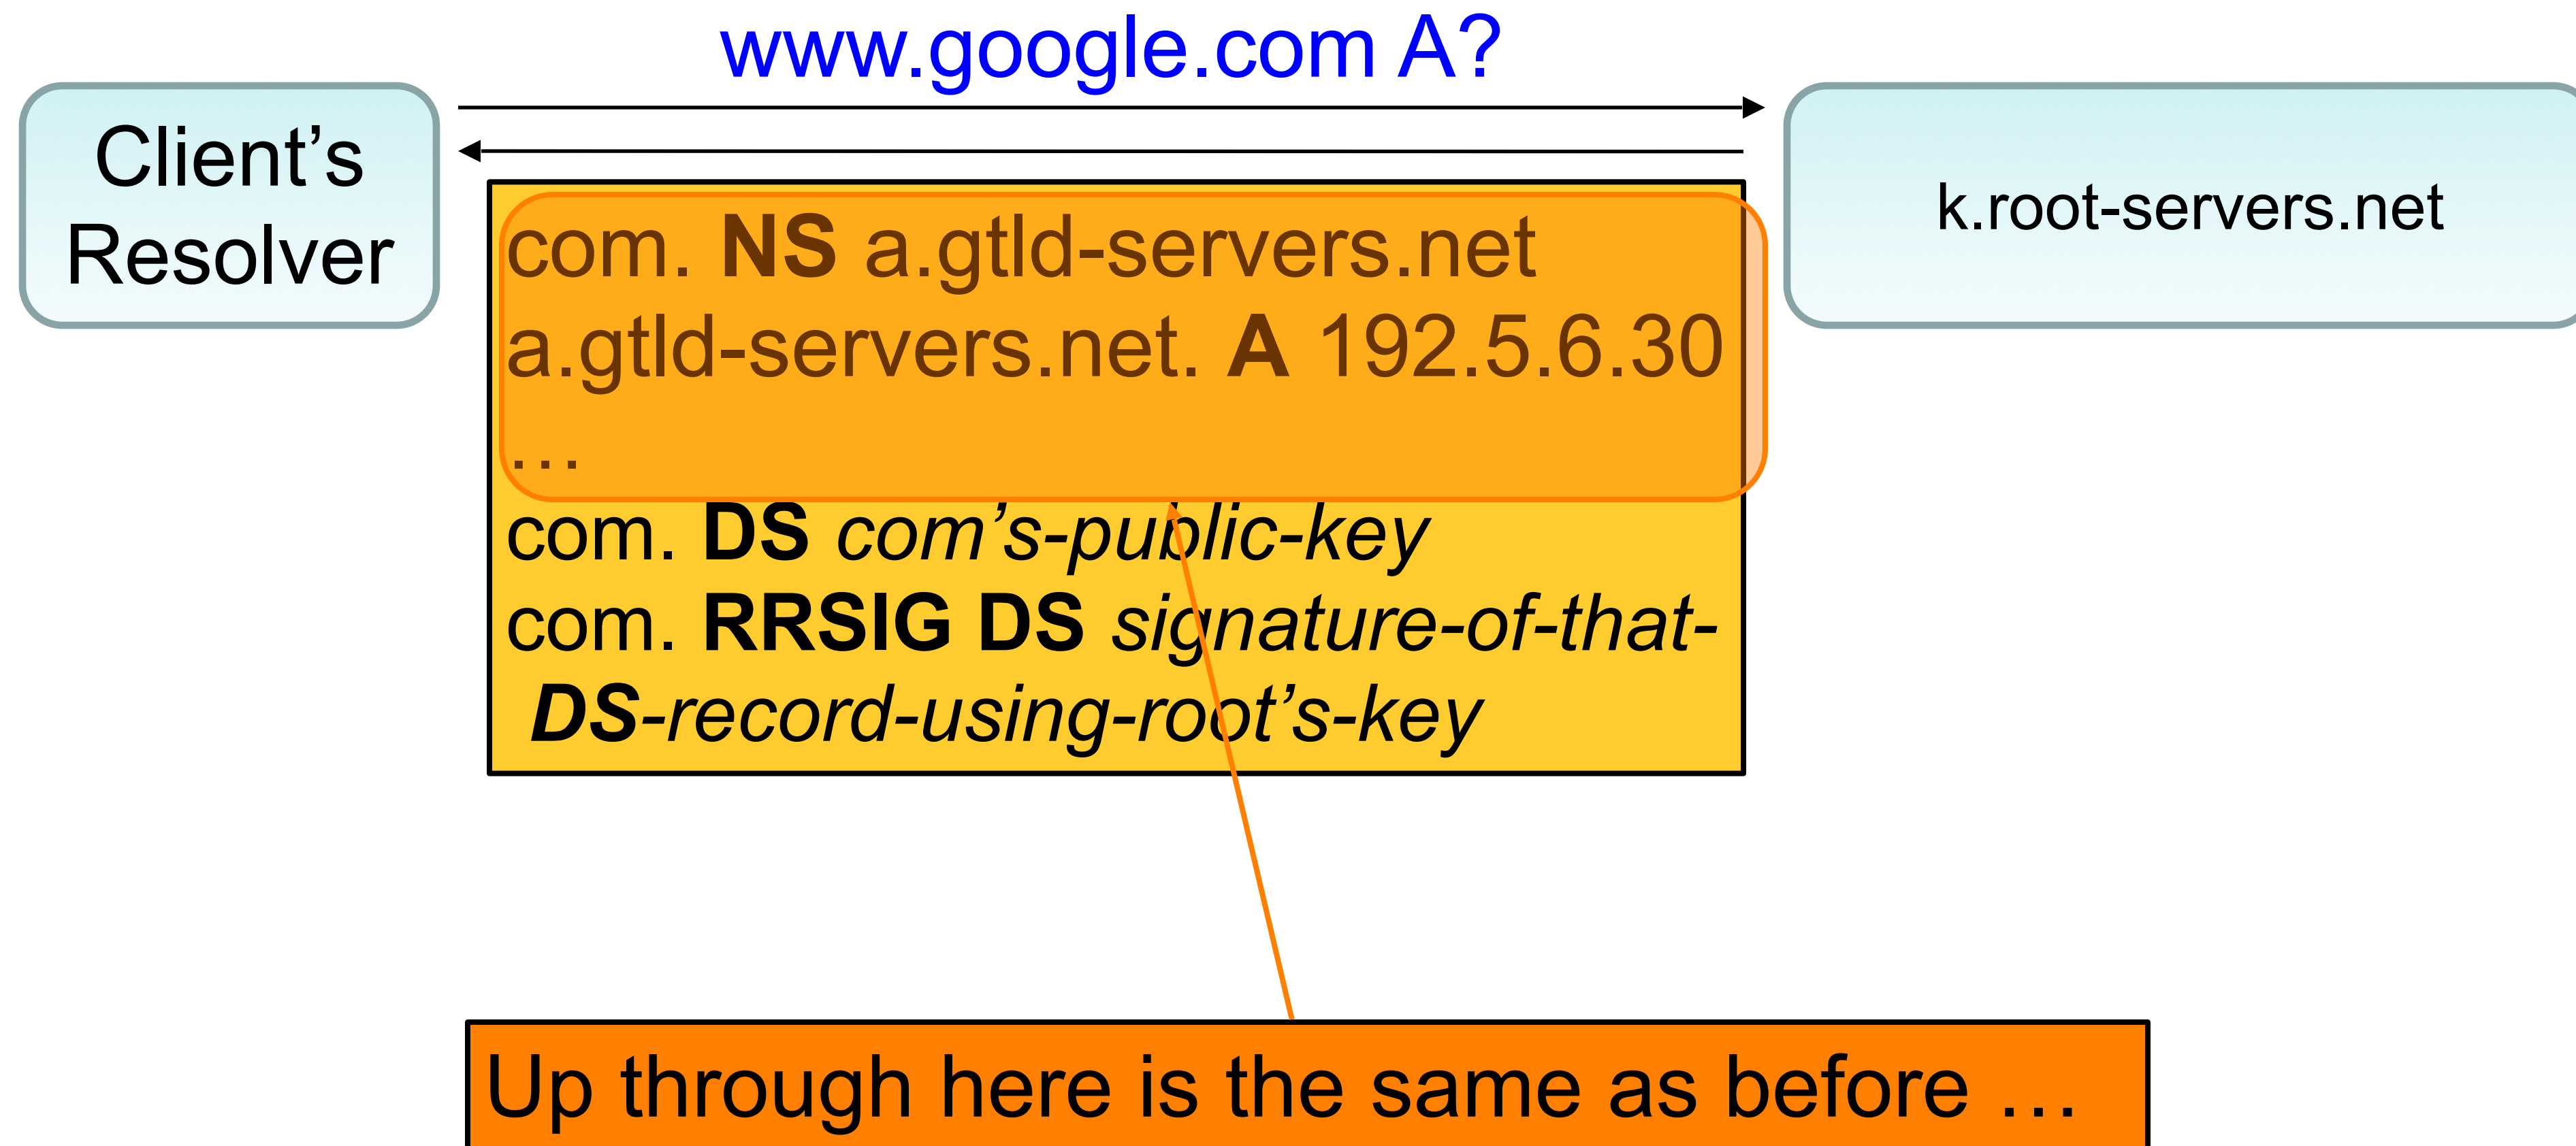 www.google.com A?
Client’s
Resolver
k.root-servers.net
com. NS a.gtld-servers.net
a.gtld-servers.net. A 192.5.6.30
…
com. DS com’s-public-key
com. RRSIG DS signature-of-that-
DS-record-using-root’s-key
Up through here is the same as before …